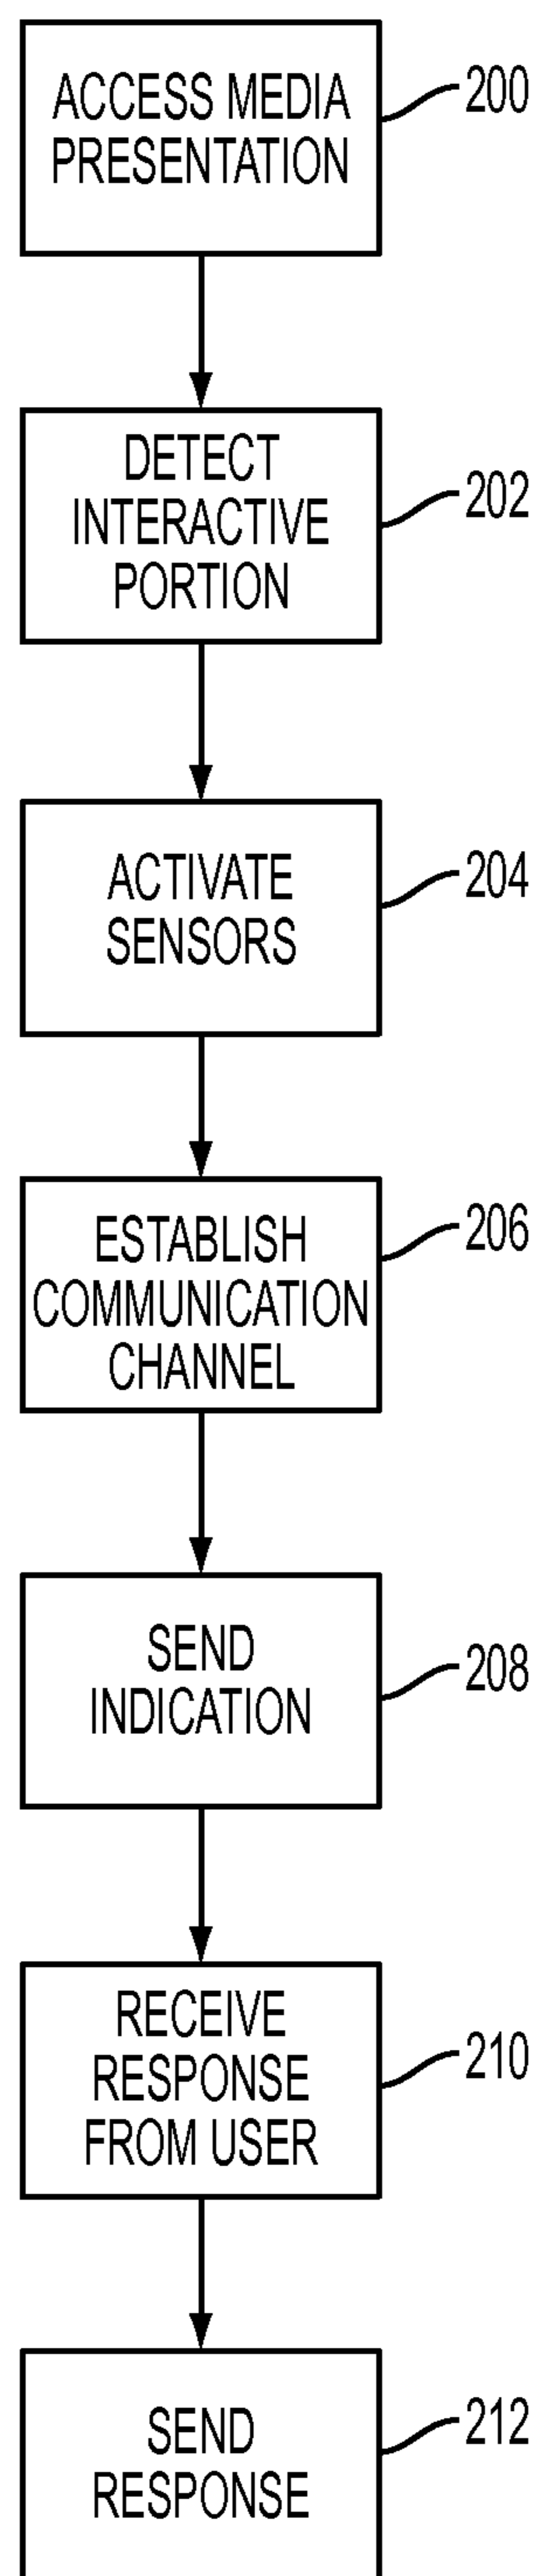 ACCESS MEDIA
PRESENTATION
200
DETECT
INTERACTIVE
PORTION
202
ACTIVATE
SENSORS
204
ESTABLISH
COMMUNICATION
CHANNEL
206
SEND
INDICATION
208
RECEIVE
RESPONSE
FROM USER
210
SEND
RESPONSE
212